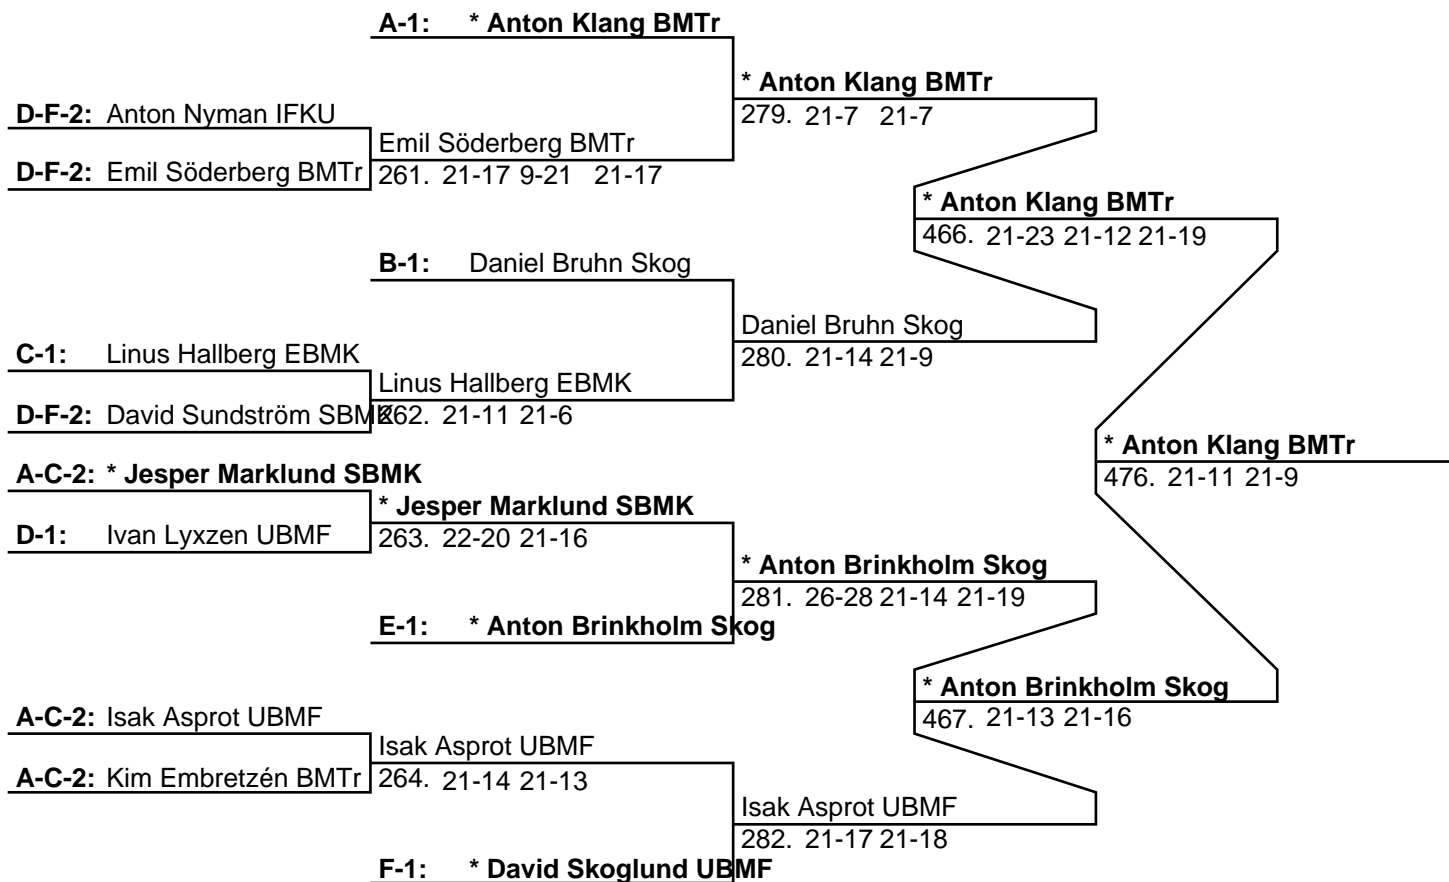 A-1: * Anton Klang BMTr
* Anton Klang BMTr
279. 21-7 21-7
D-F-2: Anton Nyman IFKU
Emil Söderberg BMTr
D-F-2: Emil Söderberg BMTr
261. 21-17 9-21 21-17
* Anton Klang BMTr
466. 21-23 21-12 21-19
B-1: Daniel Bruhn Skog
Daniel Bruhn Skog
280. 21-14 21-9
C-1: Linus Hallberg EBMK
Linus Hallberg EBMK
D-F-2: David Sundström SBMK
262. 21-11 21-6
* Anton Klang BMTr
476. 21-11 21-9
A-C-2: * Jesper Marklund SBMK
* Jesper Marklund SBMK
D-1: Ivan Lyxzen UBMF
263. 22-20 21-16
* Anton Brinkholm Skog
281. 26-28 21-14 21-19
E-1: * Anton Brinkholm Skog
* Anton Brinkholm Skog
467. 21-13 21-16
A-C-2: Isak Asprot UBMF
Isak Asprot UBMF
A-C-2: Kim Embretzén BMTr
264. 21-14 21-13
Isak Asprot UBMF
282. 21-17 21-18
F-1: * David Skoglund UBMF